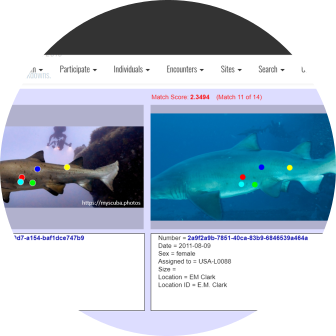 Participate
Individuals
Encounters
Sites
Search
Match Score 2.3494 (Match 11 of 14)
https://myscuba.photos
d7-a154-baf1dce747b9
Number = 2a9f2a9b-7851-40ca-83b9-6846539a464a
Date = 2011-08-09
Sex = female
Assigned to = USA-L0088
Size =
Location = EM Clark
Location ID = E.M. Clark